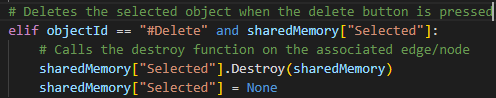 # Deletes the selected object when the delete button is pressed
elif objectId == "#Delete" and sharedMemory["Selected"]:
    # Calls the destroy function on the associated edge/node
    sharedMemory["Selected"].Destroy(sharedMemory)
    sharedMemory["Selected"] = None